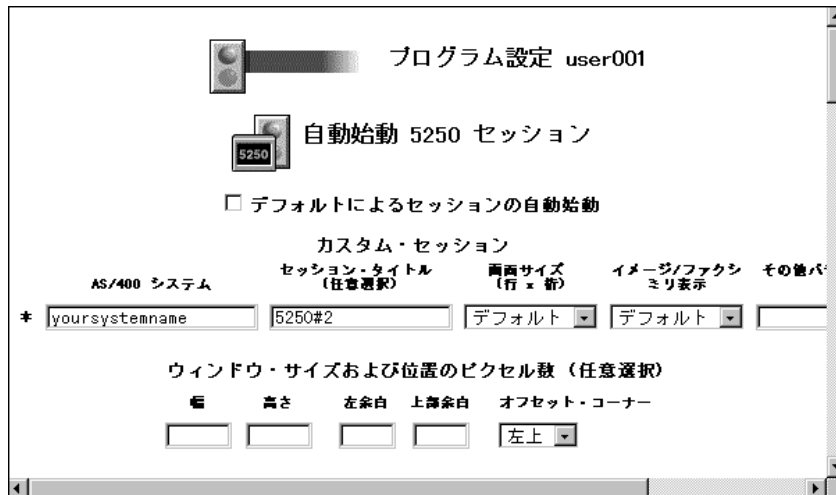 プログラム設定 user001
5250
自動始動 5250 セッション
デフォルトによるセッションの自動始動
カスタム・セッション
AS/400 システム
セッション・タイトル
(任意選択)
画面サイズ
(行 x 桁)
イメージ/ファクシ
ミリ表示
その他パ
* yoursystemname 5250#2 デフォルト デフォルト
ウィンドウ・サイズおよび位置のピクセル数 (任意選択)
幅 高さ 左余白 上部余白 オフセット・コーナー
左上